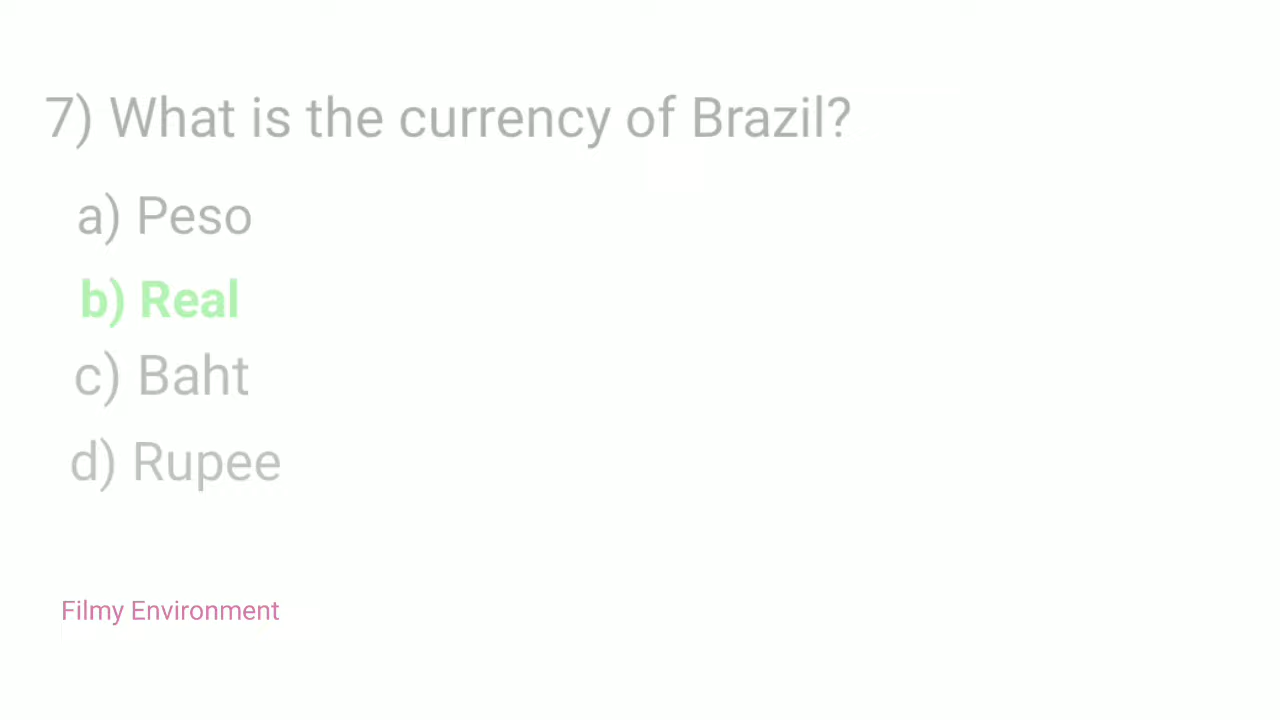 7) What is the currency of Brazil?
a) Peso
b) Real
c) Baht
d) Rupee
Filmy Environment